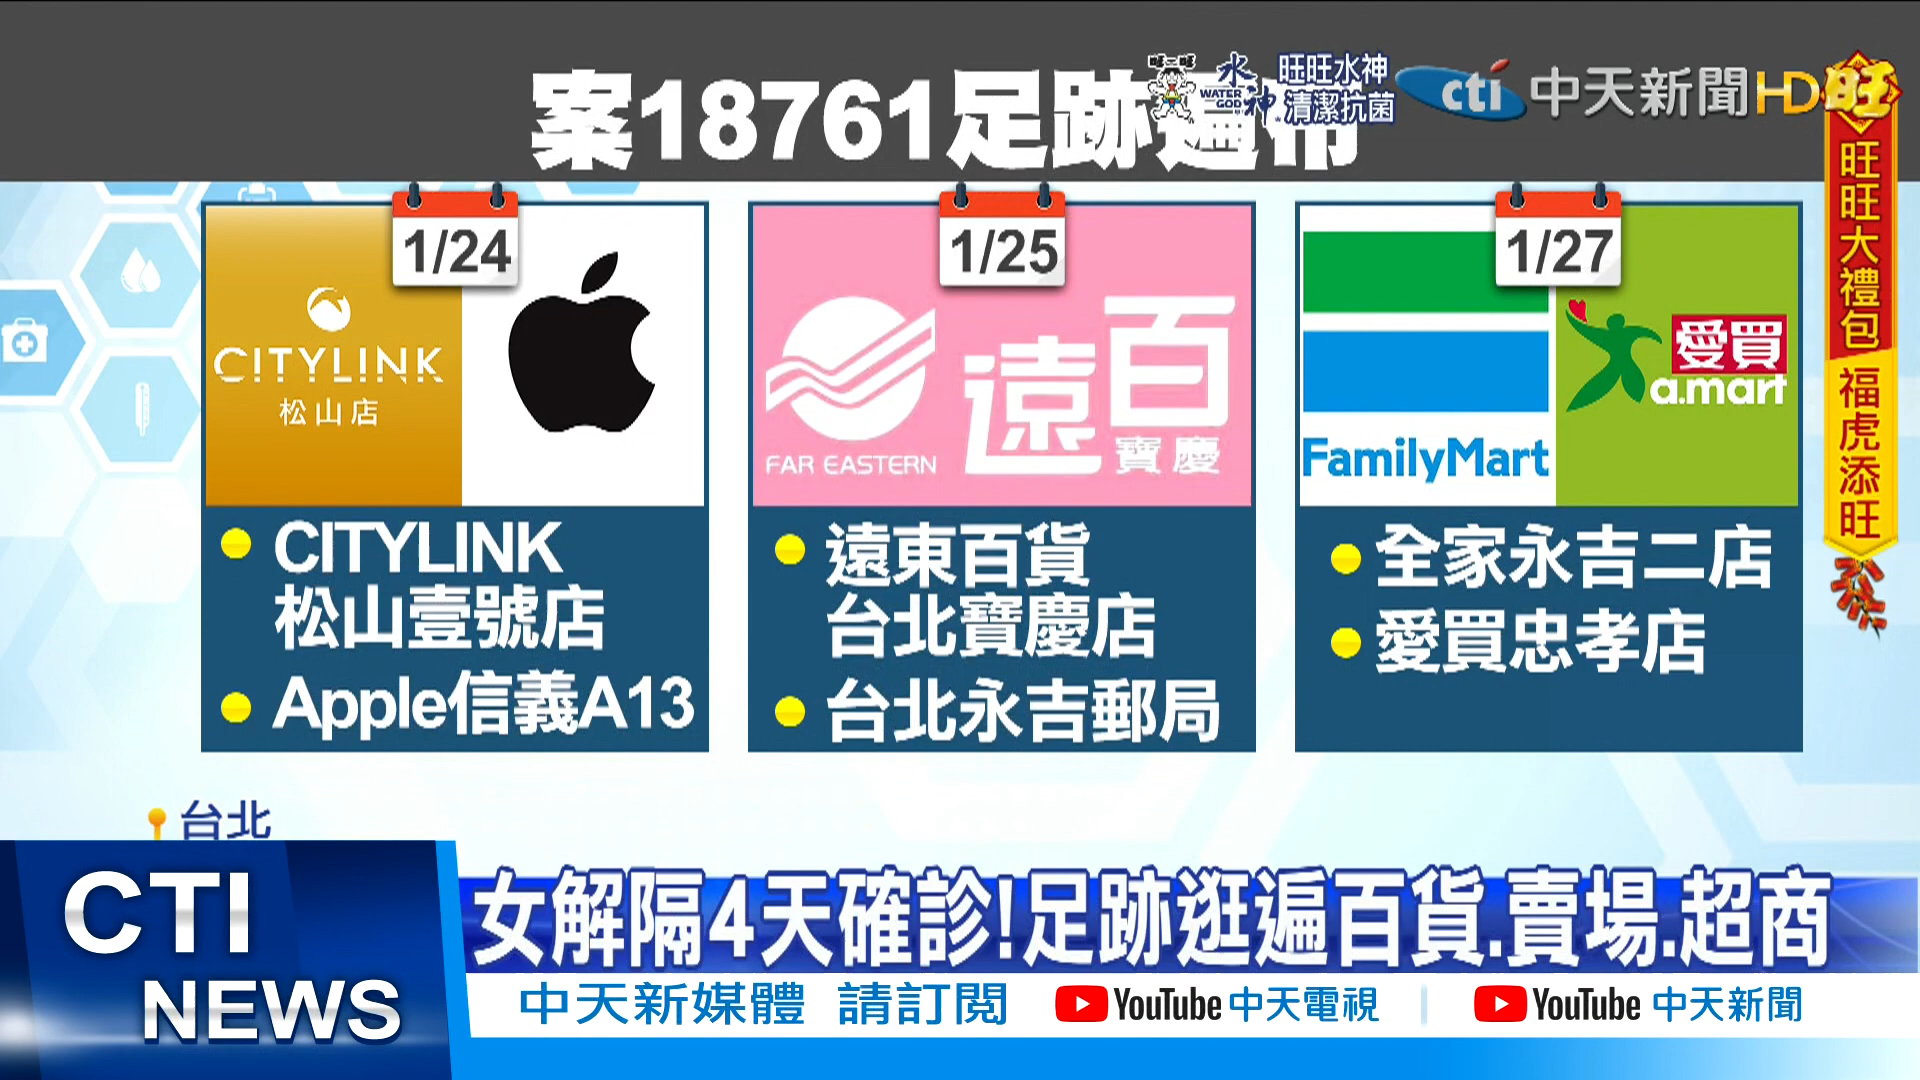 案18761足跡遍布
旺旺水神
清潔抗菌
水神
WATER GOD
cti 中天新聞HD
旺
旺旺大禮包
福虎添旺
1/24
1/25
1/27
CITYLINK
松山店
FAR EASTERN
遠百
寶慶
FamilyMart
愛買
a.mart
CITYLINK
松山壹號店
Apple信義A13
遠東百貨
台北寶慶店
台北永吉郵局
全家永吉二店
愛買忠孝店
台北
CTI
NEWS
女解隔4天確診!足跡逛遍百貨.賣場.超商
中天新媒體 請訂閱 YouTube 中天電視 YouTube 中天新聞